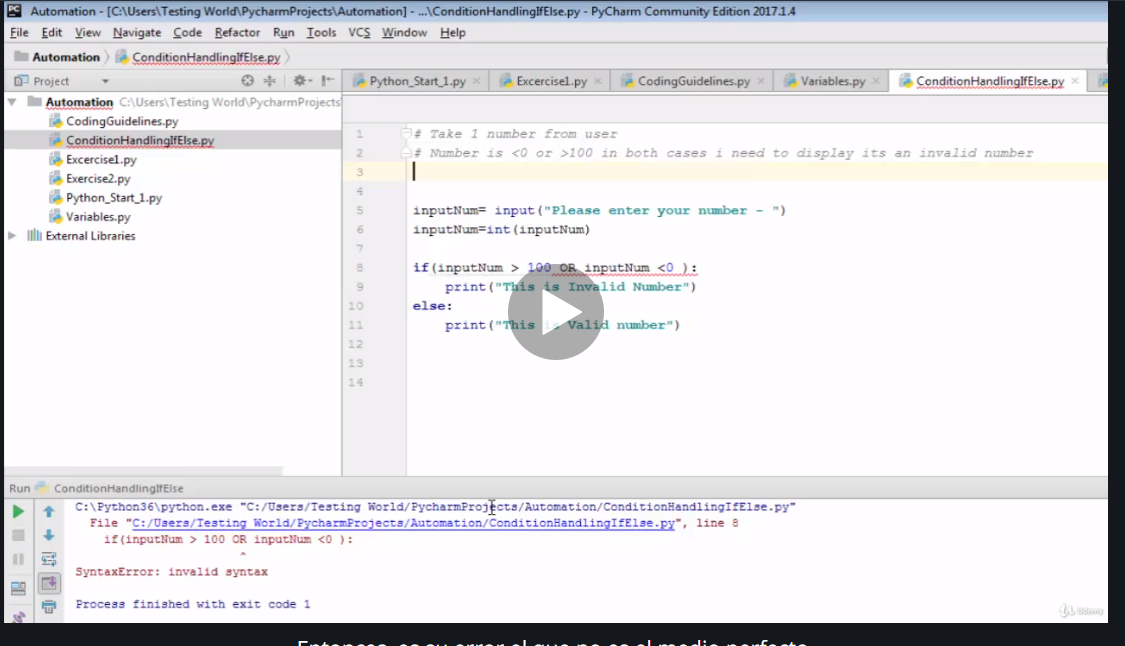 Automation - [C:\Users\Testing World\PycharmProjects\Automation] - ...\ConditionHandlingIfElse.py - PyCharm Community Edition 2017.1.4
File Edit View Navigate Code Refactor Run Tools VCS Window Help
Automation ConditionHandlingIfElse.py
Project Python_Start_1.py Excercise1.py CodingGuidelines.py Variables.py ConditionHandlingIfElse.py
Automation C:\Users\Testing World\PycharmProjects
CodingGuidelines.py
ConditionHandlingIfElse.py
Excercise1.py
Exercise2.py
Python_Start_1.py
Variables.py
External Libraries
1 # Take 1 number from user
2 # Number is <0 or >100 in both cases i need to display its an invalid number
3
4
5 inputNum= input("Please enter your number - ")
6 inputNum=int(inputNum)
7
8 if(inputNum > 100 OR inputNum <0 ):
9 print("This is Invalid Number")
10 else:
11 print("This is Valid number")
12
13
14
Run ConditionHandlingIfElse
C:\Python36\python.exe "C:/Users/Testing World/PycharmProjects/Automation/ConditionHandlingIfElse.py"
File "C:/Users/Testing World/PycharmProjects/Automation/ConditionHandlingIfElse.py", line 8
if(inputNum > 100 OR inputNum <0 ):
^
SyntaxError: invalid syntax
Process finished with exit code 1
Udemy
Entonces, es su error el que no es el medio perfecto